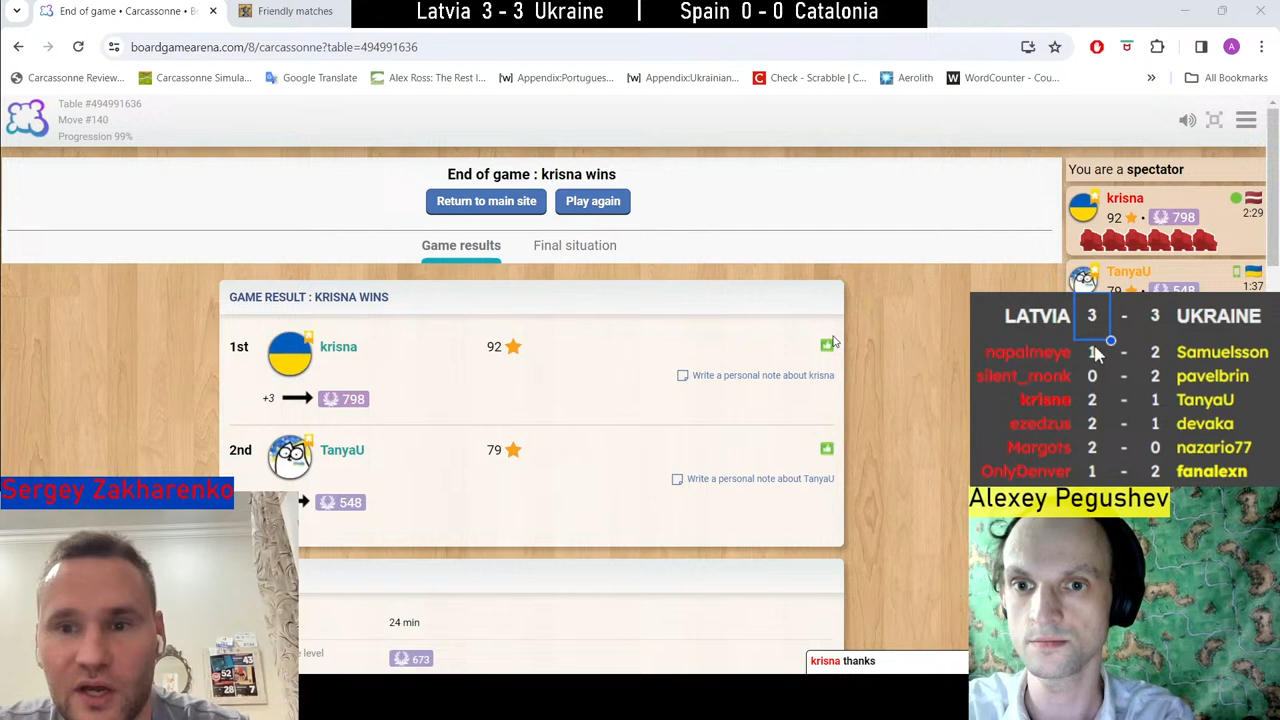 Latvia 3 - 3 Ukraine | Spain 0 - 0 Catalonia
End of game • Carcassonne • Bo
Friendly matches
boardgamearena.com/8/carcassonne?table=494991636
Carcassonne Review...
Carcassonne Simula...
Google Translate
Alex Ross: The Rest I...
[w] Appendix:Portugues...
[w] Appendix:Ukrainian...
Check - Scrabble | C...
Aerolith
WordCounter - Cou...
All Bookmarks
Table #494991636
Move #140
Progression 99%
End of game : krisna wins
Return to main site
Play again
Game results
Final situation
You are a spectator
krisna
92 • 798
2:29
TanyaU
1:37
GAME RESULT : KRISNA WINS
1st krisna 92
Write a personal note about krisna
+3 798
2nd TanyaU 79
Write a personal note about TanyaU
548
24 min
673
krisna thanks
LATVIA 3 - 3 UKRAINE
napalmeye 1 - 2 Samuelsson
silent_monk 0 - 2 pavelbrin
krisna 2 - 1 TanyaU
ezedzus 2 - 1 devaka
Margots 2 - 0 nazario77
OnlyDenver 1 - 2 fanalexn
Sergey Zakharenko
Alexey Pegushev
43
52
28
7